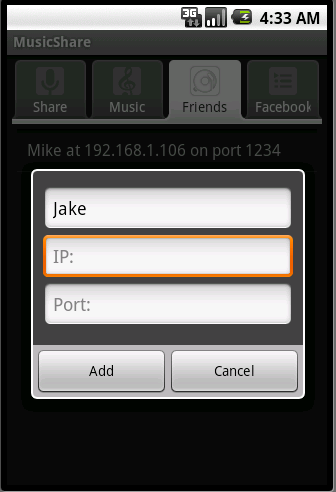 3G
4:33 AM
MusicShare
Share
Music
Friends
Facebook
Mike at 192.168.1.106 on port 1234
Jake
IP:
Port:
Add
Cancel